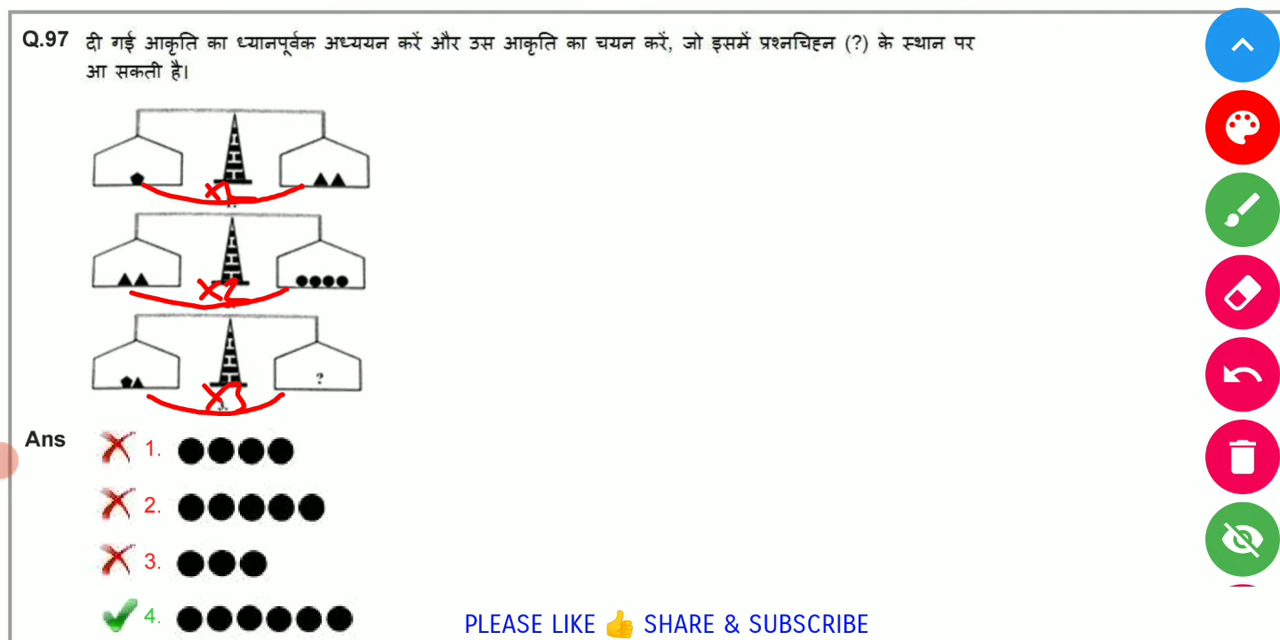 Q.97 दी गई आकृति का ध्यानपूर्वक अध्ययन करें और उस आकृति का चयन करें, जो इसमें प्रश्नचिह्न (?) के स्थान पर
आ सकती है।
×1
×2
?
×3
3.
Ans
1.
2.
3.
4.
PLEASE LIKE 👍 SHARE & SUBSCRIBE